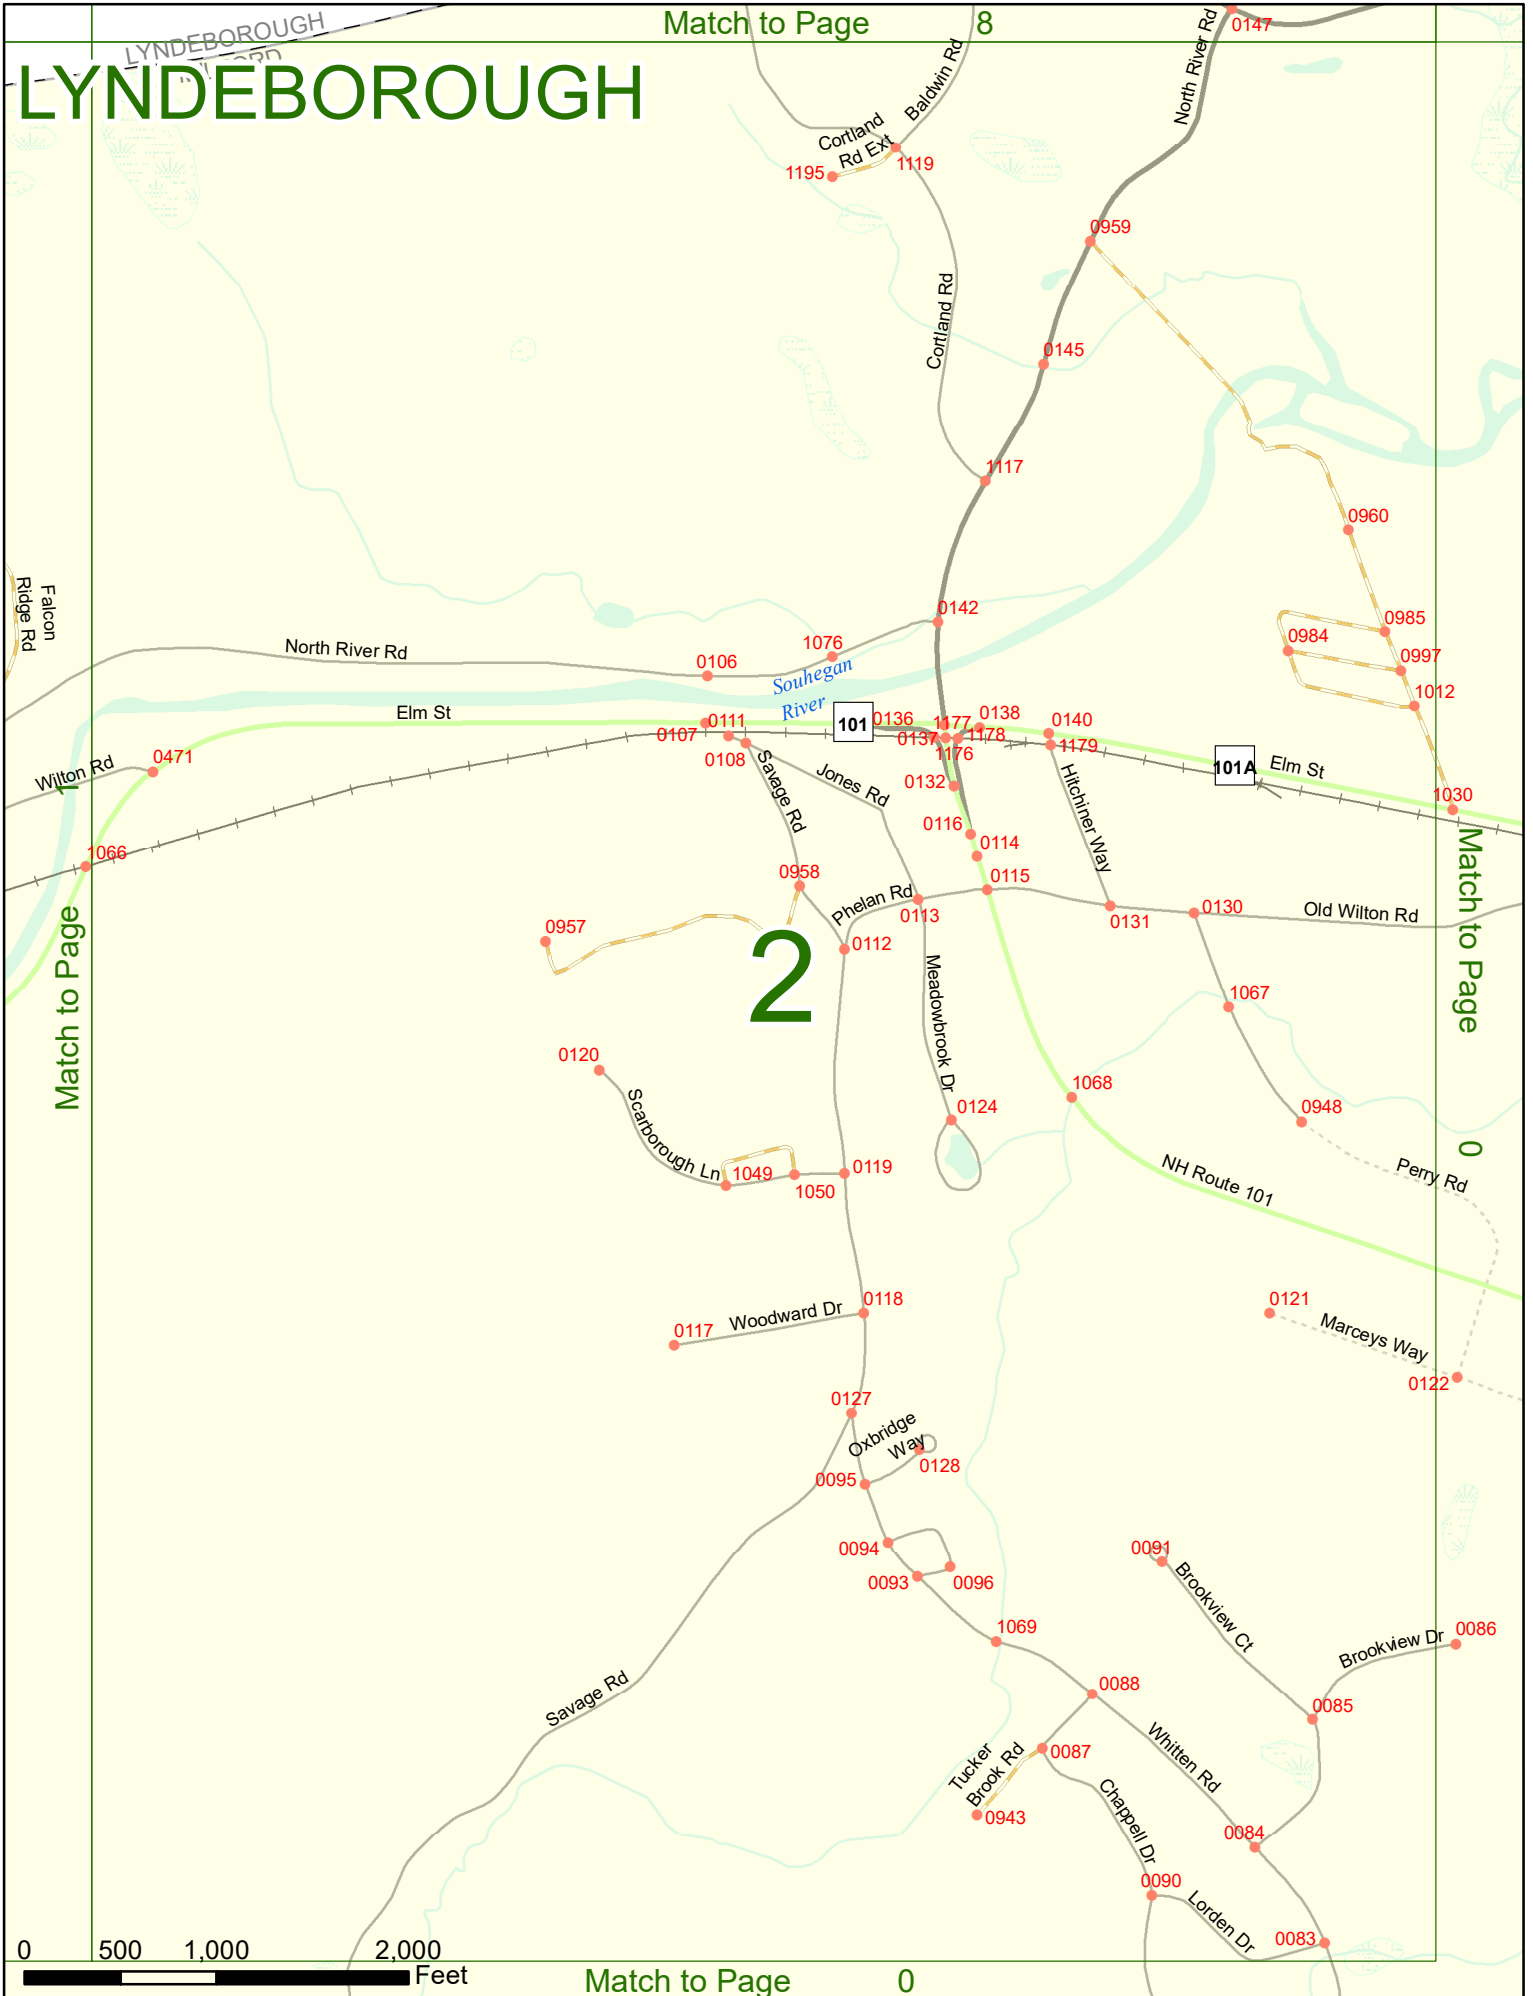 Match to Page 8
LYNDEBOROUGH
LYNDEBOROUGH
0147
North River Rd
Baldwin Rd
Cortland
Rd Ext
1195
1119
0959
Cortland Rd
0145
1117
0960
Falcon
Ridge Rd
0142
0985
0984
North River Rd
1076
0997
0106
Souhegan
River
1012
Elm St
0111
101
0136
1177
0138
0140
0107
0137
1178
1179
0108
1176
0471
Wilton Rd
Savage Rd
Jones Rd
0132
Hitchiner Way
101A
Elm St
1030
0116
0114
1066
0958
0115
Phelan Rd
0113
0131
0130
Old Wilton Rd
0957
0112
2
Match to Page 1
Match to Page 0
Meadowbrook Dr
1067
0120
1068
0124
0948
Scarborough Ln
1049
1050
0119
NH Route 101
Perry Rd
0118
0121
Woodward Dr
0117
Marceys Way
0122
0127
Oxbridge
Way
0128
0095
0094
0091
0093
0096
Brookview Ct
1069
0086
Brookview Dr
0088
0085
Savage Rd
Whitten Rd
Tucker
Brook Rd
0087
Chappell Dr
0943
0084
0090
Lorden Dr
0083
0 500 1,000 2,000
Feet
Match to Page 0